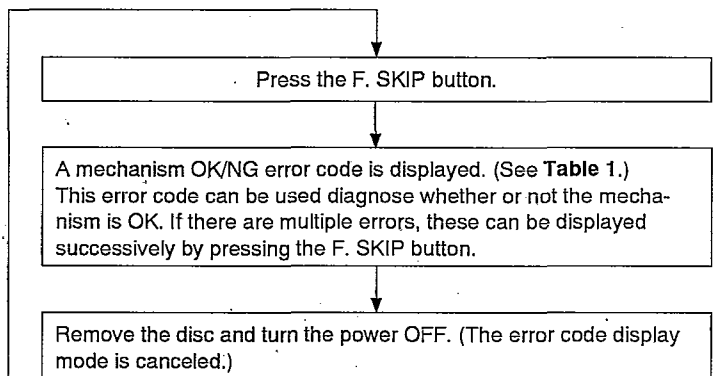 Press the F. SKIP button.
A mechanism OK/NG error code is displayed. (See Table 1.)
This error code can be used diagnose whether or not the mecha-
nism is OK. If there are multiple errors, these can be displayed
successively by pressing the F. SKIP button.
Remove the disc and turn the power OFF. (The error code display
mode is canceled.)